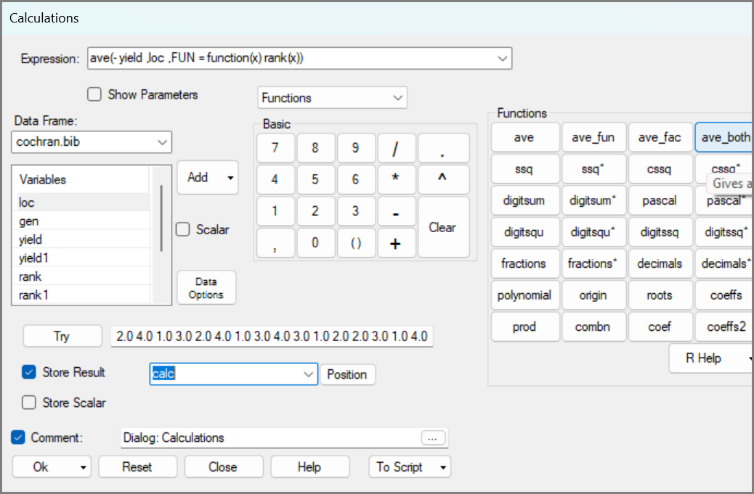 Calculations
Expression: ave(- yield ,loc ,FUN = function(x) rank(x))
Show Parameters
Functions
Data Frame:
cochran.bib
Variables
loc
gen
yield
yield1
rank
rank1
Add
Scalar
Data
Options
Basic
7 8 9 / .
4 5 6 * ^
1 2 3 - Clear
, 0 () +
Functions
ave ave_fun ave_fac ave_both
ssq ssq* cssq cssq*
Gives a
digitsum digitsum* pascal pascal*
digitsqu digitsqu* digitssq digitssq*
fractions fractions* decimals decimals*
polynomial origin roots coeffs
prod combn coef coeffs2
R Help
Try 2.0 4.0 1.0 3.0 2.0 4.0 1.0 3.0 4.0 3.0 1.0 2.0 2.0 3.0 1.0 4.0
Store Result calc Position
Store Scalar
Comment: Dialog: Calculations ...
Ok Reset Close Help To Script